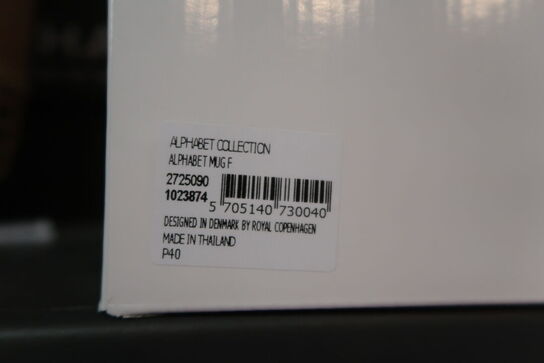 ALPHABET COLLECTION
ALPHABET MUG F
2725090
1023874
5 705140 730040
DESIGNED IN DENMARK BY ROYAL COPENHAGEN
MADE IN THAILAND
P40